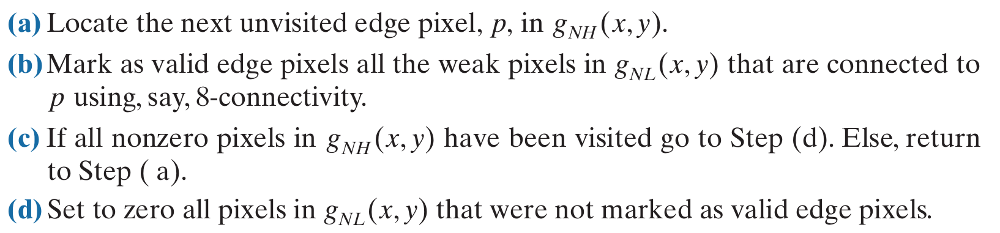 (a) Locate the next unvisited edge pixel, p, in g_{NH}(x, y).
(b) Mark as valid edge pixels all the weak pixels in g_{NL}(x, y) that are connected to
p using, say, 8-connectivity.
(c) If all nonzero pixels in g_{NH}(x, y) have been visited go to Step (d). Else, return
to Step ( a).
(d) Set to zero all pixels in g_{NL}(x, y) that were not marked as valid edge pixels.